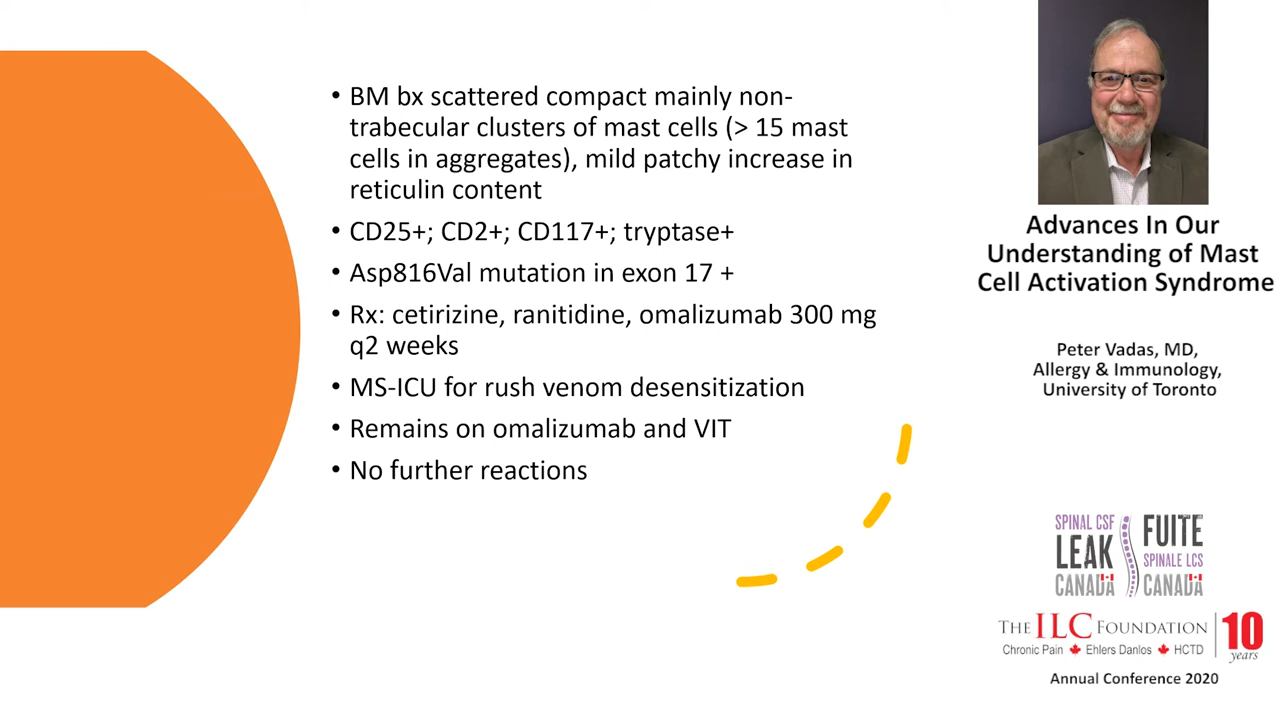 • BM bx scattered compact mainly non-
trabecular clusters of mast cells (> 15 mast
cells in aggregates), mild patchy increase in
reticulin content
• CD25+; CD2+; CD117+; tryptase+
• Asp816Val mutation in exon 17 +
• Rx: cetirizine, ranitidine, omalizumab 300 mg
q2 weeks
• MS-ICU for rush venom desensitization
• Remains on omalizumab and VIT
• No further reactions
Advances In Our
Understanding of Mast
Cell Activation Syndrome
Peter Vadas, MD,
Allergy & Immunology,
University of Toronto
SPINAL CSF
LEAK
CANADA
FUITE
SPINALE LCS
CANADA
THE ILC FOUNDATION
Chronic Pain Ehlers Danlos HCTD
10
years
Annual Conference 2020